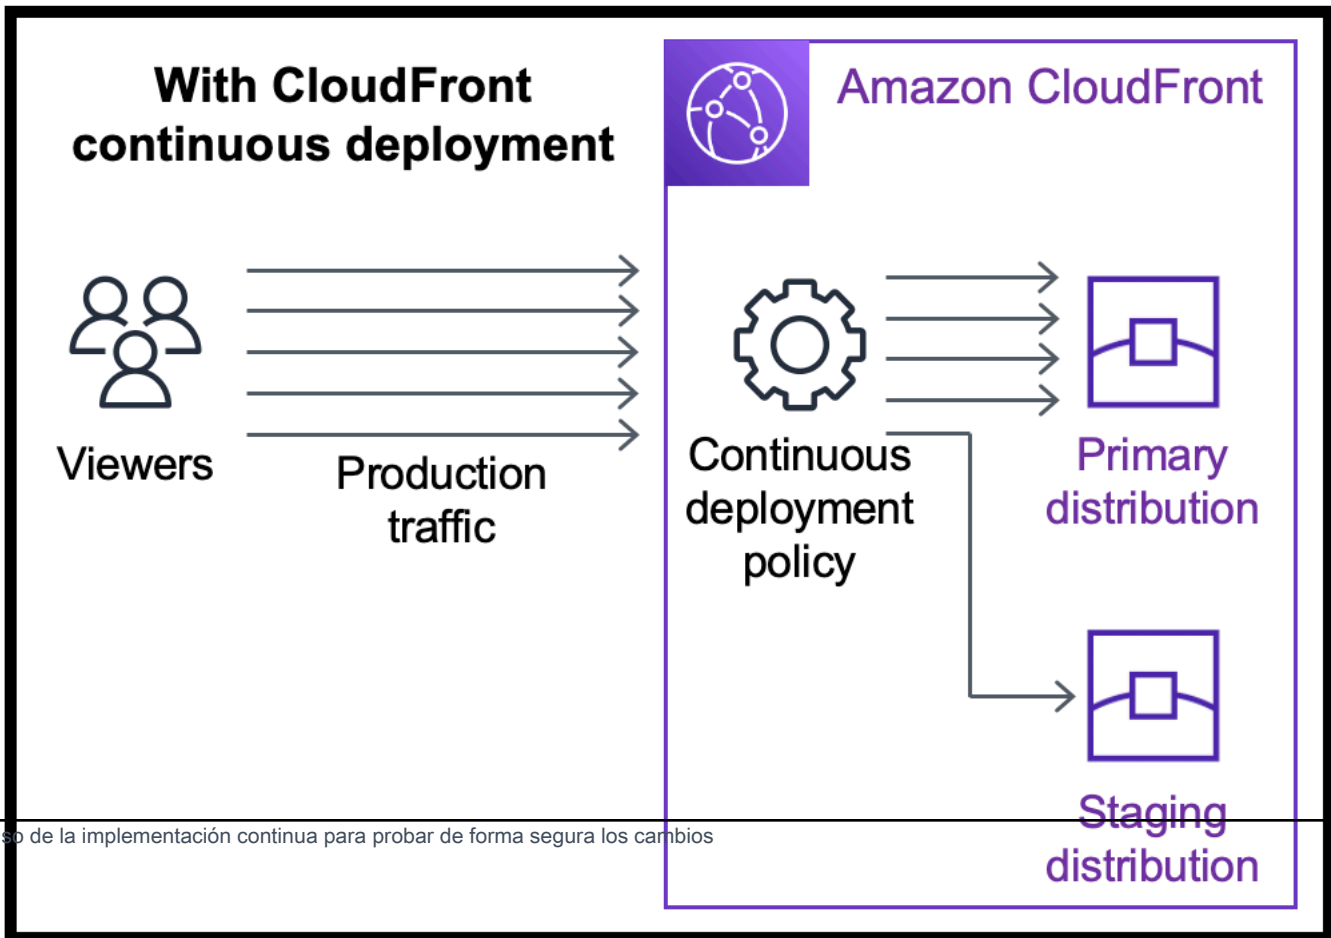 With CloudFront
continuous deployment
Amazon CloudFront
Viewers
Production
traffic
Continuous
deployment
policy
Primary
distribution
Staging
distribution
so de la implementación continua para probar de forma segura los cambios